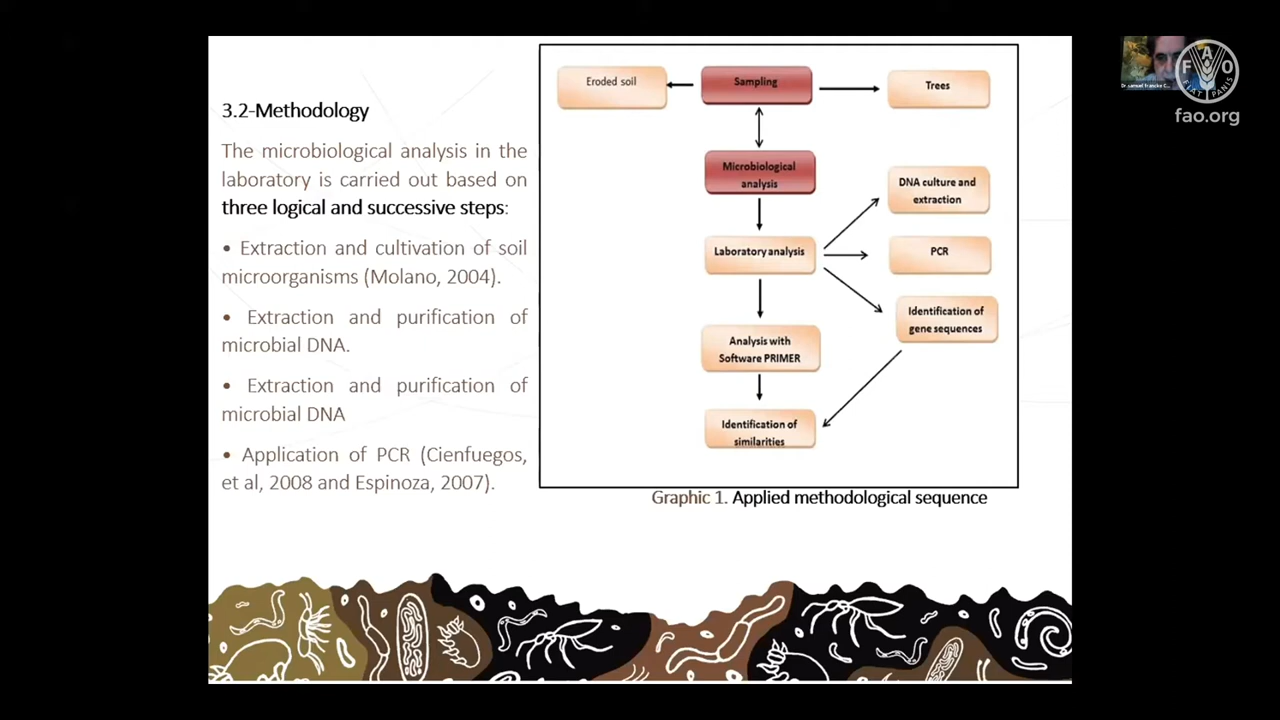 3.2-Methodology
The microbiological analysis in the
laboratory is carried out based on
three logical and successive steps:
• Extraction and cultivation of soil
microorganisms (Molano, 2004).
• Extraction and purification of
microbial DNA.
• Extraction and purification of
microbial DNA
• Application of PCR (Cienfuegos,
et al, 2008 and Espinoza, 2007).
Eroded soil
Sampling
Trees
Microbiological
analysis
DNA culture and
extraction
Laboratory analysis
PCR
Identification of
gene sequences
Analysis with
Software PRIMER
Identification of
similarities
Graphic 1. Applied methodological sequence
F A O
FIAT PANIS
fao.org